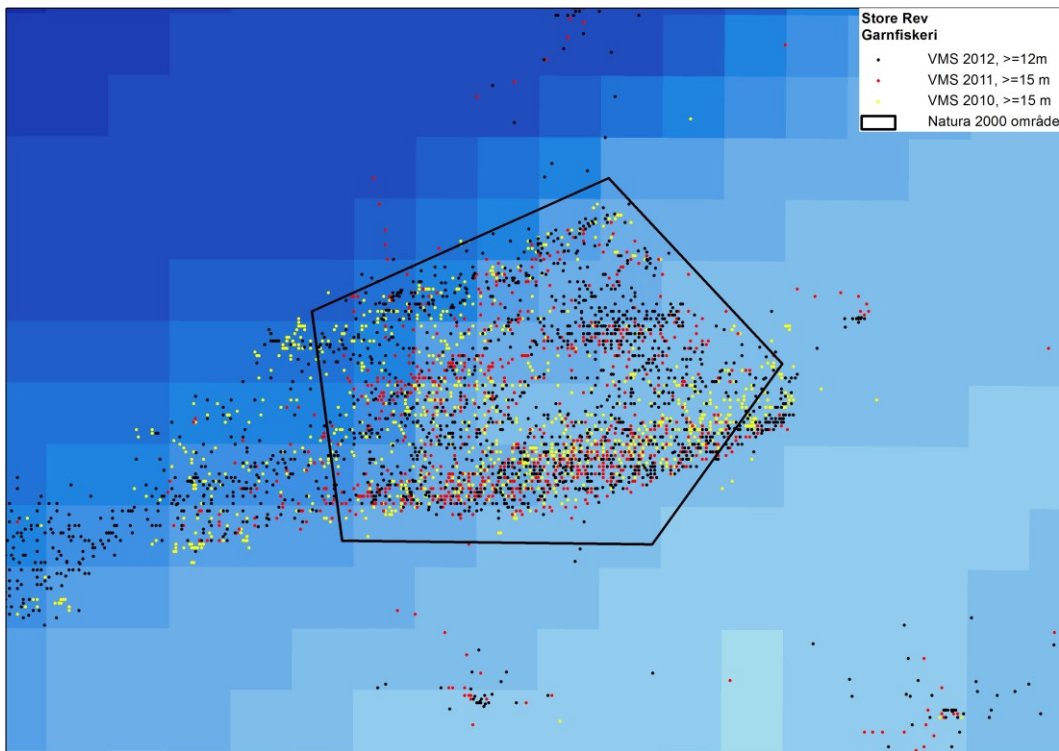 Store Rev
Garnfiskeri
VMS 2012, >=12m
VMS 2011, >=15 m
VMS 2010, >=15 m
Natura 2000 område